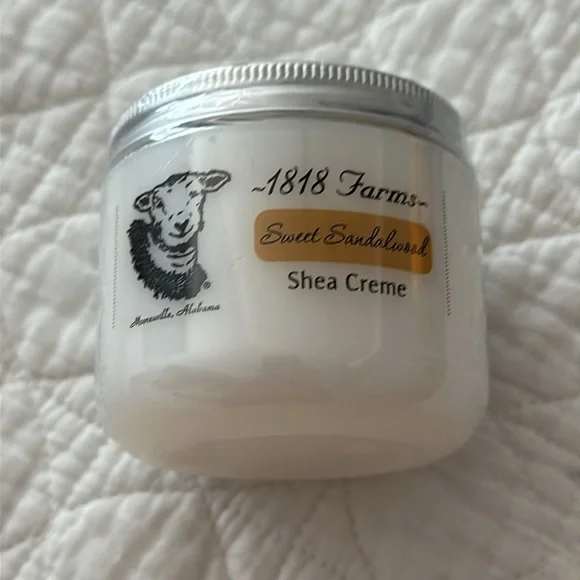 ~1818 Farms~
Sweet Sandalwood
Shea Creme
®
Mooresville, Alabama